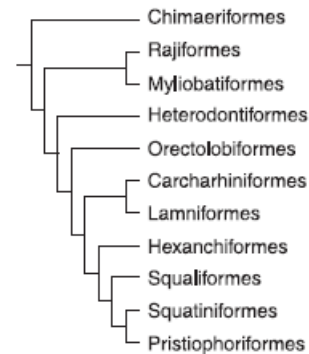 Chimaeriformes
Rajiformes
Myliobatiformes
Heterodontiformes
Orectolobiformes
Carcharhiniformes
Lamniformes
Hexanchiformes
Squaliformes
Squatiniformes
Pristiophoriformes